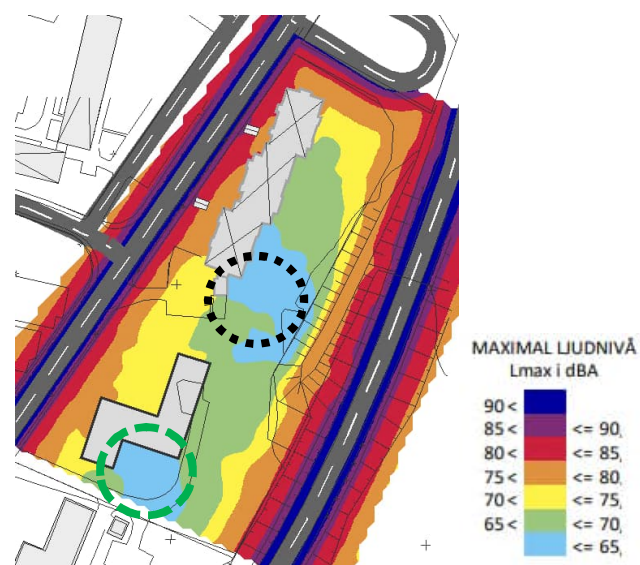 MAXIMAL LJUDNIVÅ
Lmax i dBA
90 <
85 < <= 90,
80 < <= 85,
75 < <= 80,
70 < <= 75,
65 < <= 70,
<= 65,